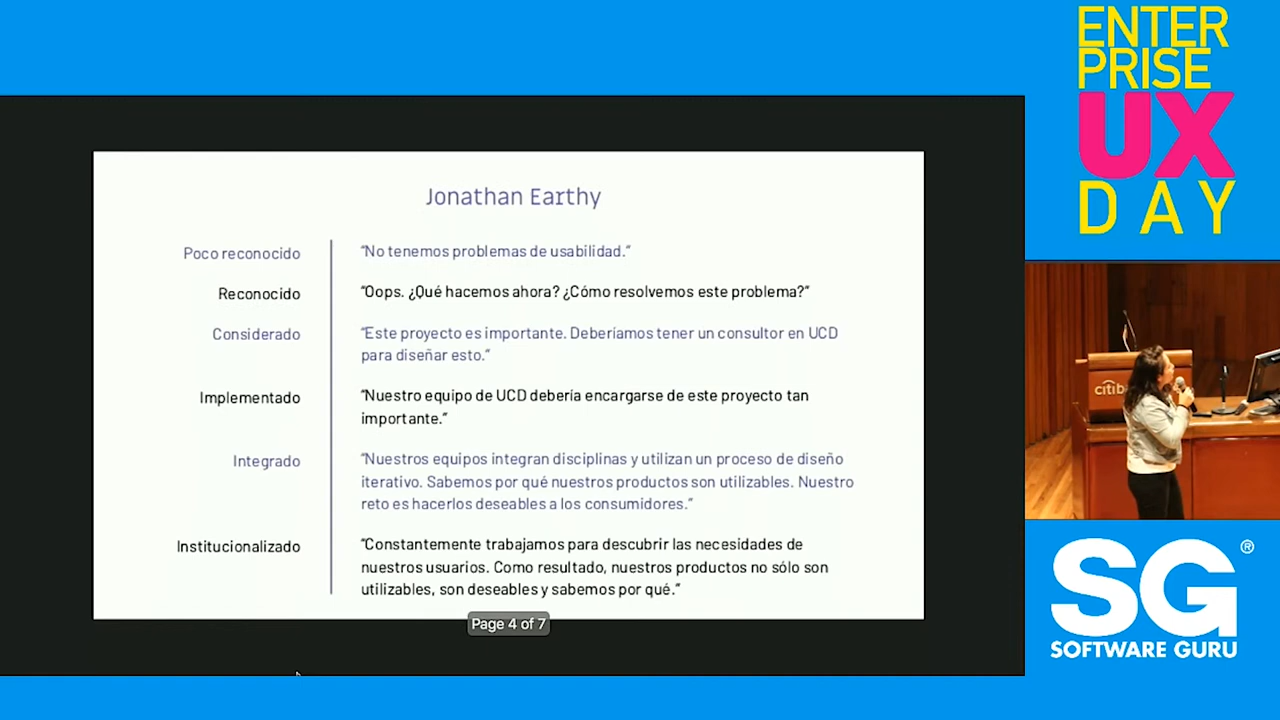 ENTER
PRISE
UX
DAY
Jonathan Earthy
Poco reconocido
"No tenemos problemas de usabilidad."
Reconocido
"Oops. ¿Qué hacemos ahora? ¿Cómo resolvemos este problema?"
Considerado
"Este proyecto es importante. Deberíamos tener un consultor en UCD
para diseñar esto."
Implementado
"Nuestro equipo de UCD debería encargarse de este proyecto tan
importante."
Integrado
"Nuestros equipos integran disciplinas y utilizan un proceso de diseño
iterativo. Sabemos por qué nuestros productos son utilizables. Nuestro
reto es hacerlos deseables a los consumidores."
Institucionalizado
"Constantemente trabajamos para descubrir las necesidades de
nuestros usuarios. Como resultado, nuestros productos no sólo son
utilizables, son deseables y sabemos por qué."
Page 4 of 7
citib
SG®
SOFTWARE GURU